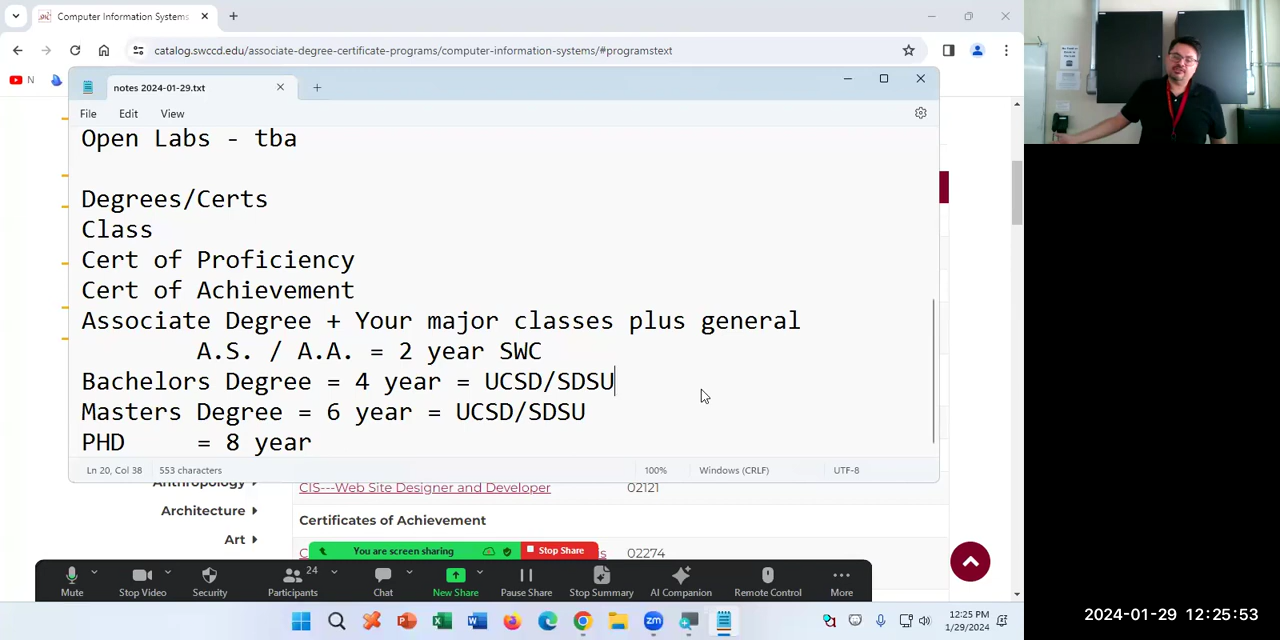 Computer Information Systems
catalog.swccd.edu/associate-degree-certificate-programs/computer-information-systems/#programstext
N
notes 2024-01-29.txt
File Edit View
Open Labs - tba
Degrees/Certs
Class
Cert of Proficiency
Cert of Achievement
Associate Degree + Your major classes plus general
A.S. / A.A. = 2 year SWC
Bachelors Degree = 4 year = UCSD/SDSU
Masters Degree = 6 year = UCSD/SDSU
PHD = 8 year
Ln 20, Col 38 553 characters 100% Windows (CRLF) UTF-8
Anthropology
CIS---Web Site Designer and Developer 02121
Architecture
Certificates of Achievement
Art
02274
You are screen sharing Stop Share
24
Mute Stop Video Security Participants Chat New Share Pause Share Stop Summary AI Companion Remote Control More
12:25 PM
1/29/2024
2024-01-29 12:25:53